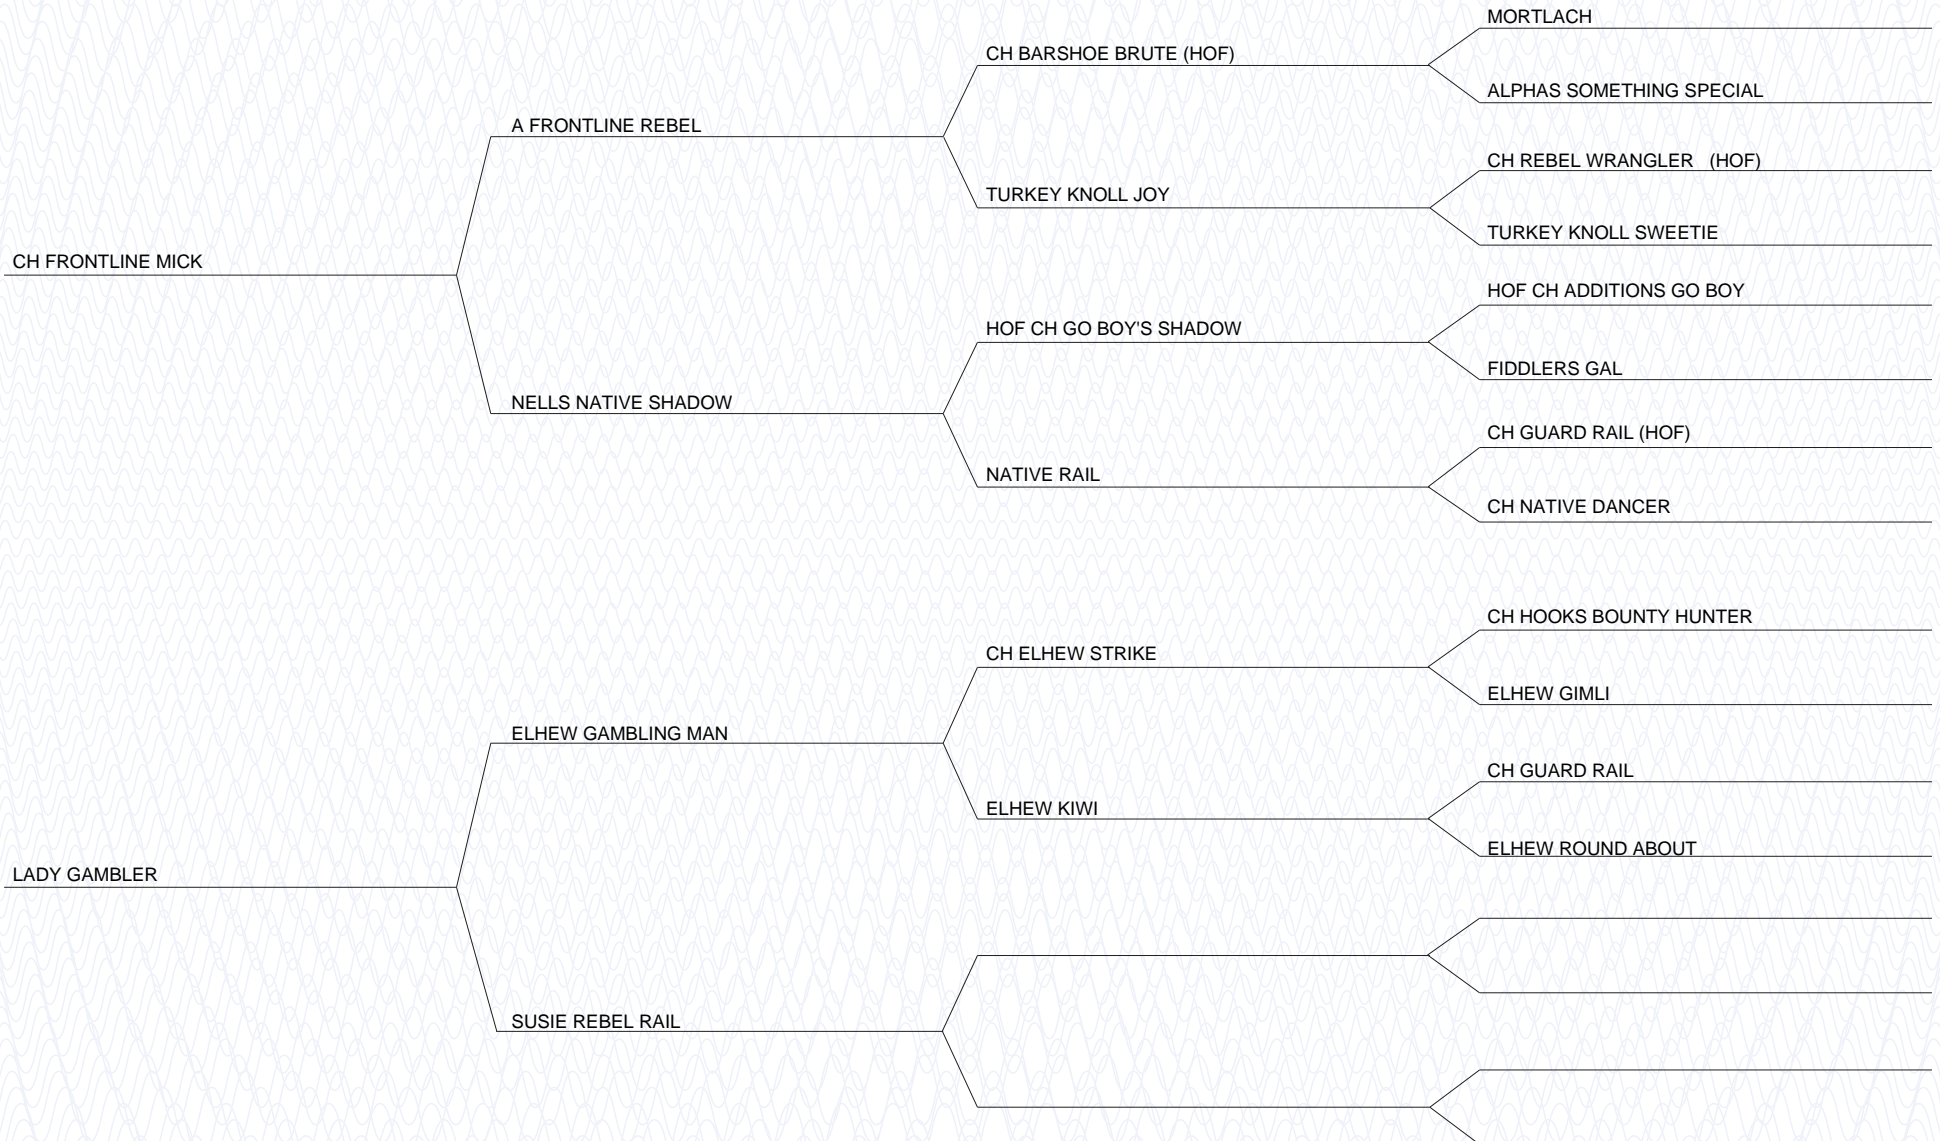 MORTLACH
CH BARSHOE BRUTE (HOF)
ALPHAS SOMETHING SPECIAL
A FRONTLINE REBEL
CH REBEL WRANGLER (HOF)
TURKEY KNOLL JOY
TURKEY KNOLL SWEETIE
CH FRONTLINE MICK
HOF CH ADDITIONS GO BOY
HOF CH GO BOY'S SHADOW
FIDDLERS GAL
NELLS NATIVE SHADOW
CH GUARD RAIL (HOF)
NATIVE RAIL
CH NATIVE DANCER
CH HOOKS BOUNTY HUNTER
CH ELHEW STRIKE
ELHEW GIMLI
ELHEW GAMBLING MAN
CH GUARD RAIL
ELHEW KIWI
ELHEW ROUND ABOUT
LADY GAMBLER
SUSIE REBEL RAIL